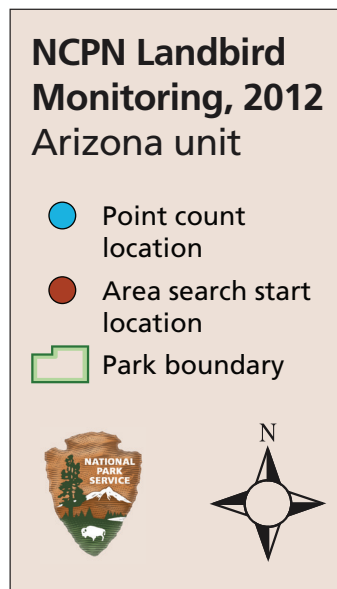 NCPN Landbird
Monitoring, 2012
Arizona unit
Point count
location
Area search start
location
Park boundary
NATIONAL
PARK
SERVICE
N